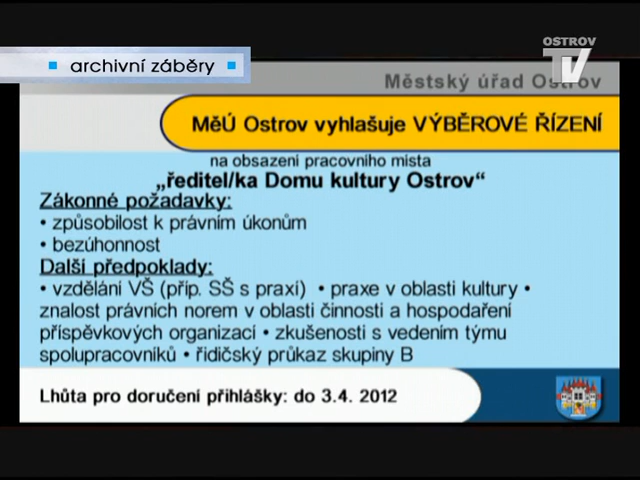 OSTROV
TV
archivní záběry
Městský úřad Ostrov
MěÚ Ostrov vyhlašuje VÝBĚROVÉ ŘÍZENÍ
na obsazení pracovního místa
„ředitel/ka Domu kultury Ostrov“
Zákonné požadavky:
• způsobilost k právním úkonům
• bezúhonnost
Další předpoklady:
• vzdělání VŠ (příp. SŠ s praxí) • praxe v oblasti kultury •
znalost právních norem v oblasti činnosti a hospodaření
příspěvkových organizací • zkušenosti s vedením týmu
spolupracovníků • řidičský průkaz skupiny B
Lhůta pro doručení přihlášky: do 3.4. 2012